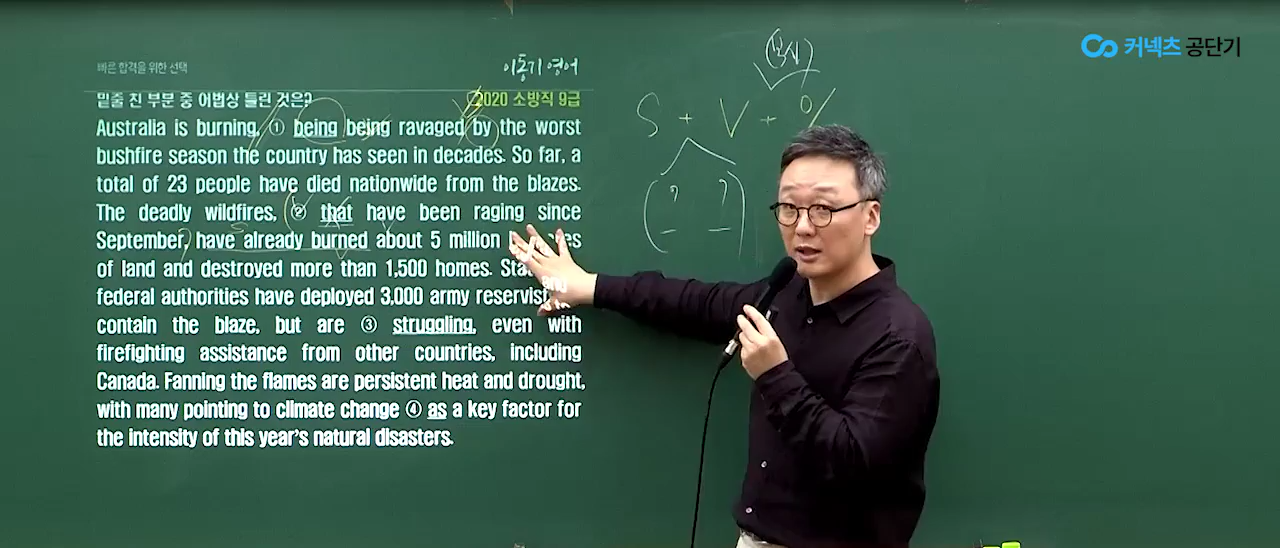 커넥츠 공단기
빠른 합격을 위한 선택
이동기 영어
밑줄 친 부분 중 어법상 틀린 것은?
2020 소방직 9급
Australia is burning, ① being being ravaged by the worst
bushfire season the country has seen in decades. So far, a
total of 23 people have died nationwide from the blazes.
The deadly wildfires, ② that have been raging since
September, have already burned about 5 million
of land and destroyed more than 1,500 homes. and
federal authorities have deployed 3,000 army
contain the blaze, but are ③ struggling, even with
firefighting assistance from other countries, including
Canada. Fanning the flames are persistent heat and drought,
with many pointing to climate change ④ as a key factor for
the intensity of this year's natural disasters.
S + V + %
? ?